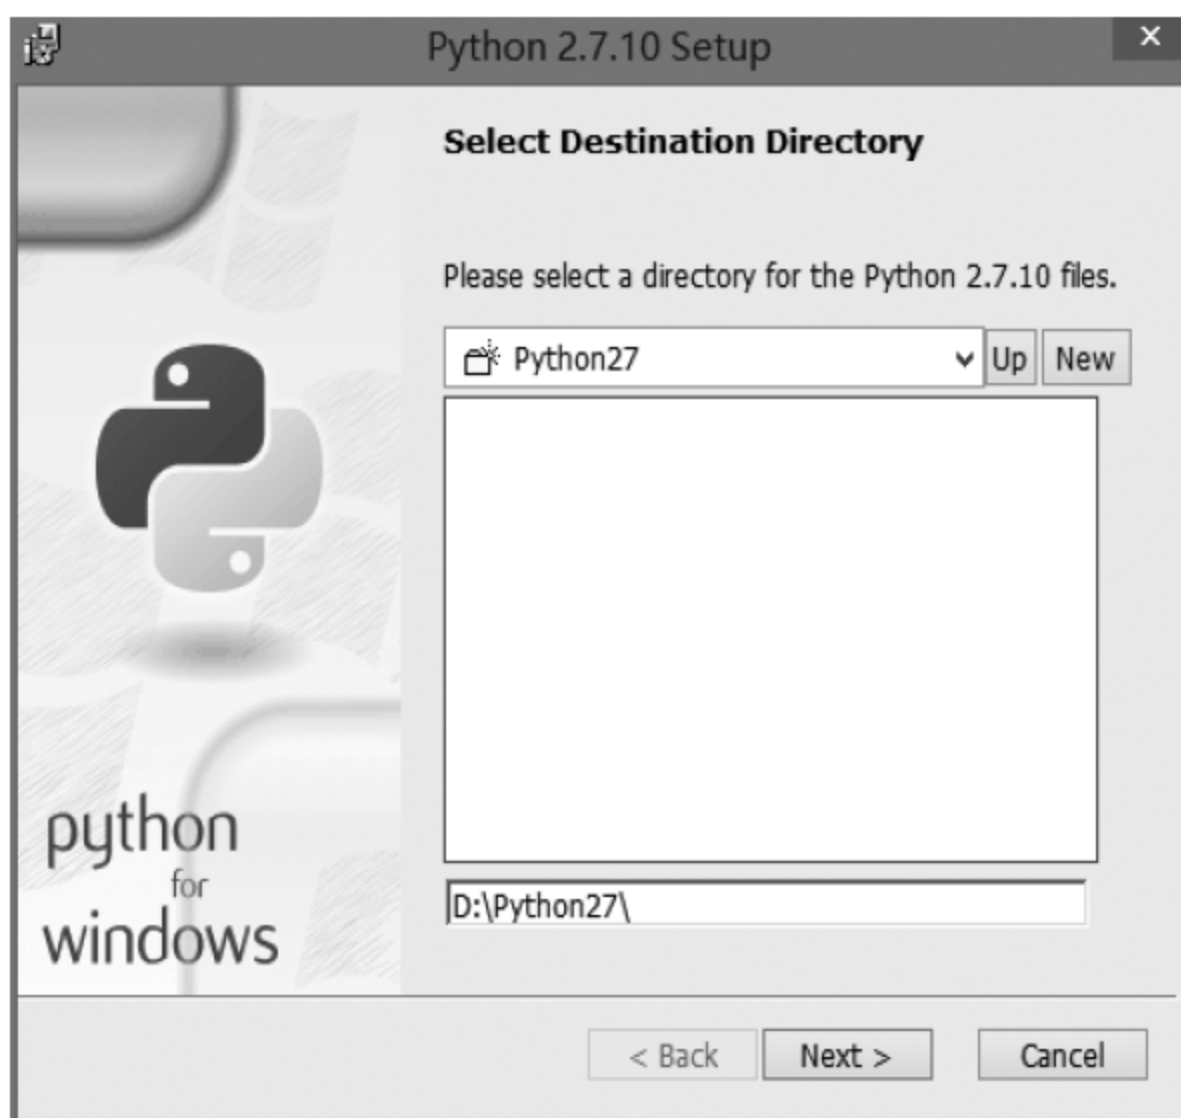 Python 2.7.10 Setup
Select Destination Directory
Please select a directory for the Python 2.7.10 files.
Python27
Up
New
D:\Python27\
python
for
windows
< Back
Next >
Cancel